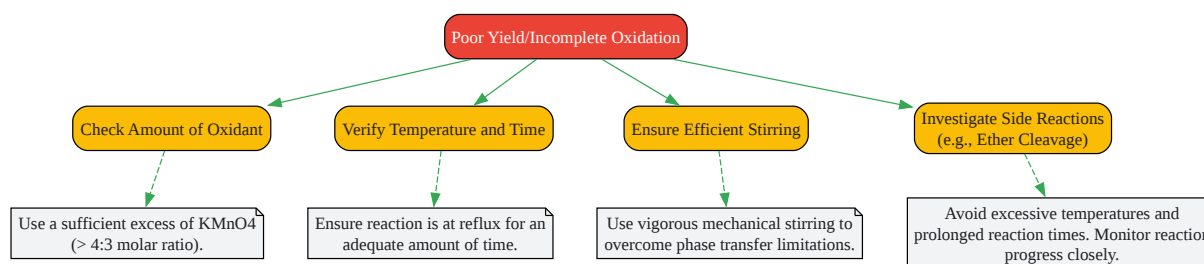 Poor Yield/Incomplete Oxidation
Check Amount of Oxidant
Verify Temperature and Time
Ensure Efficient Stirring
Investigate Side Reactions
(e.g., Ether Cleavage)
Use a sufficient excess of KMnO4
(> 4:3 molar ratio).
Ensure reaction is at reflux for an
adequate amount of time.
Use vigorous mechanical stirring to
overcome phase transfer limitations.
Avoid excessive temperatures and
prolonged reaction times. Monitor reaction
progress closely.